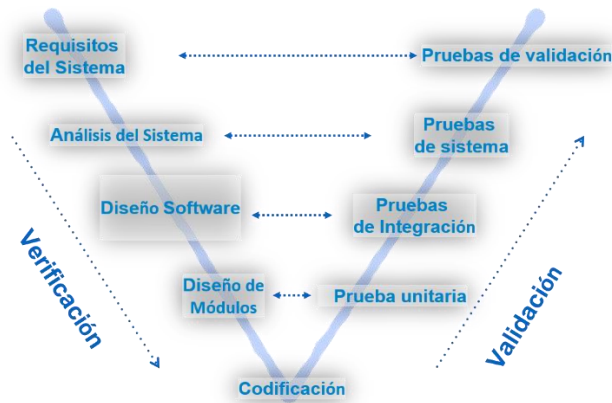 Requisitos
del Sistema
Pruebas de validación
Análisis del Sistema
Pruebas
de sistema
Diseño Software
Pruebas
de Integración
Diseño de
Módulos
Prueba unitaria
Codificación
Verificación
Validación